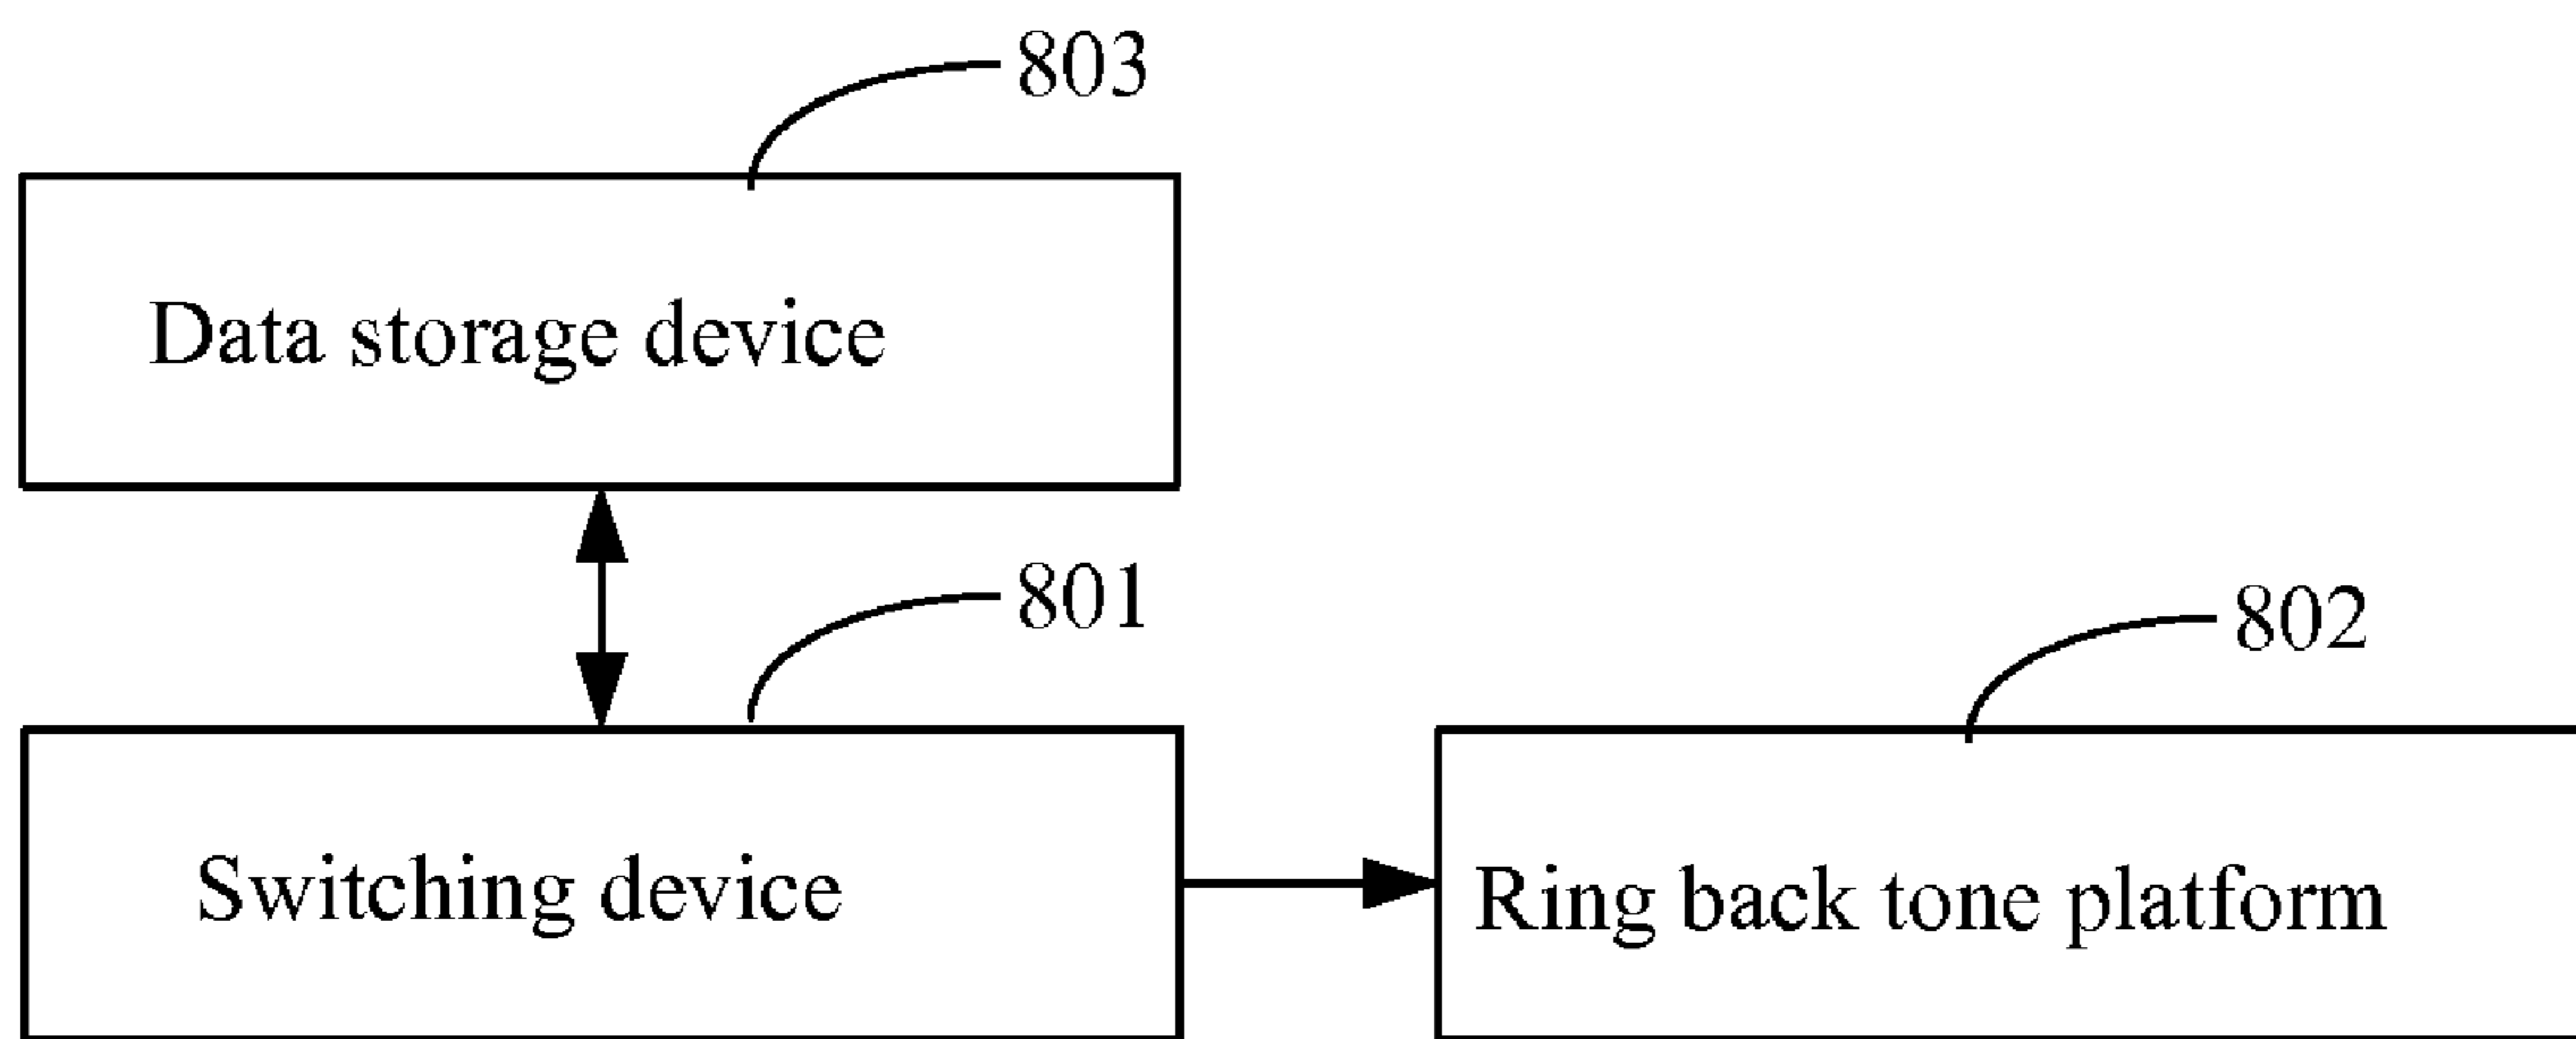 803
Data storage device
801
802
Switching device
Ring back tone platform